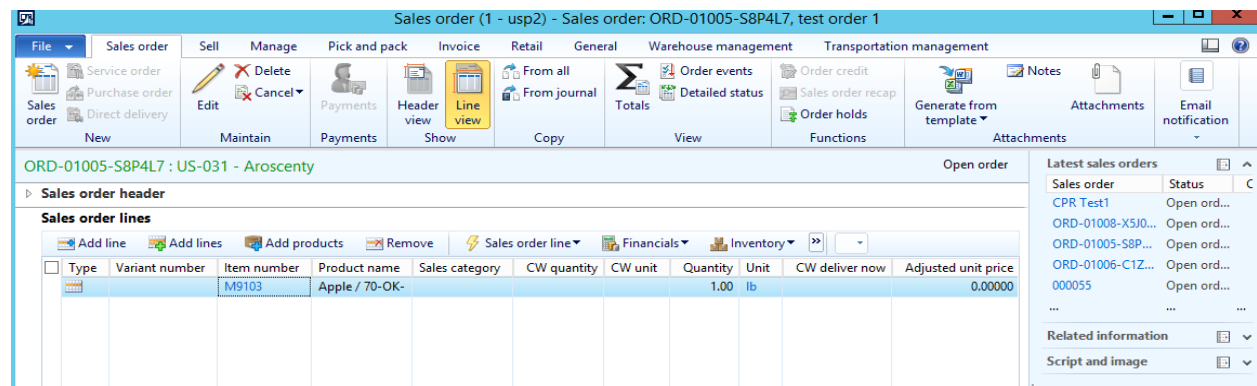 Sales order (1 - usp2) - Sales order: ORD-01005-S8P4L7, test order 1
File Sales order Sell Manage Pick and pack Invoice Retail General Warehouse management Transportation management
Sales order
Service order
Purchase order
Direct delivery
New
Edit
Delete
Cancel
Maintain
Payments
Payments
Header view
Line view
Show
From all
From journal
Copy
Totals
Order events
Detailed status
View
Order credit
Sales order recap
Order holds
Functions
Generate from template
Notes
Attachments
Attachments
Email notification
ORD-01005-S8P4L7 : US-031 - Aroscenty Open order
Sales order header
Sales order lines
Add line Add lines Add products Remove Sales order line Financials Inventory »
Type Variant number Item number Product name Sales category CW quantity CW unit Quantity Unit CW deliver now Adjusted unit price
M9103 Apple / 70-OK- 1.00 lb 0.00000
Latest sales orders
Sales order Status C
CPR Test1 Open ord...
ORD-01008-X5J0... Open ord...
ORD-01005-S8P... Open ord...
ORD-01006-C1Z... Open ord...
000055 Open ord...
... ... ...
Related information
Script and image